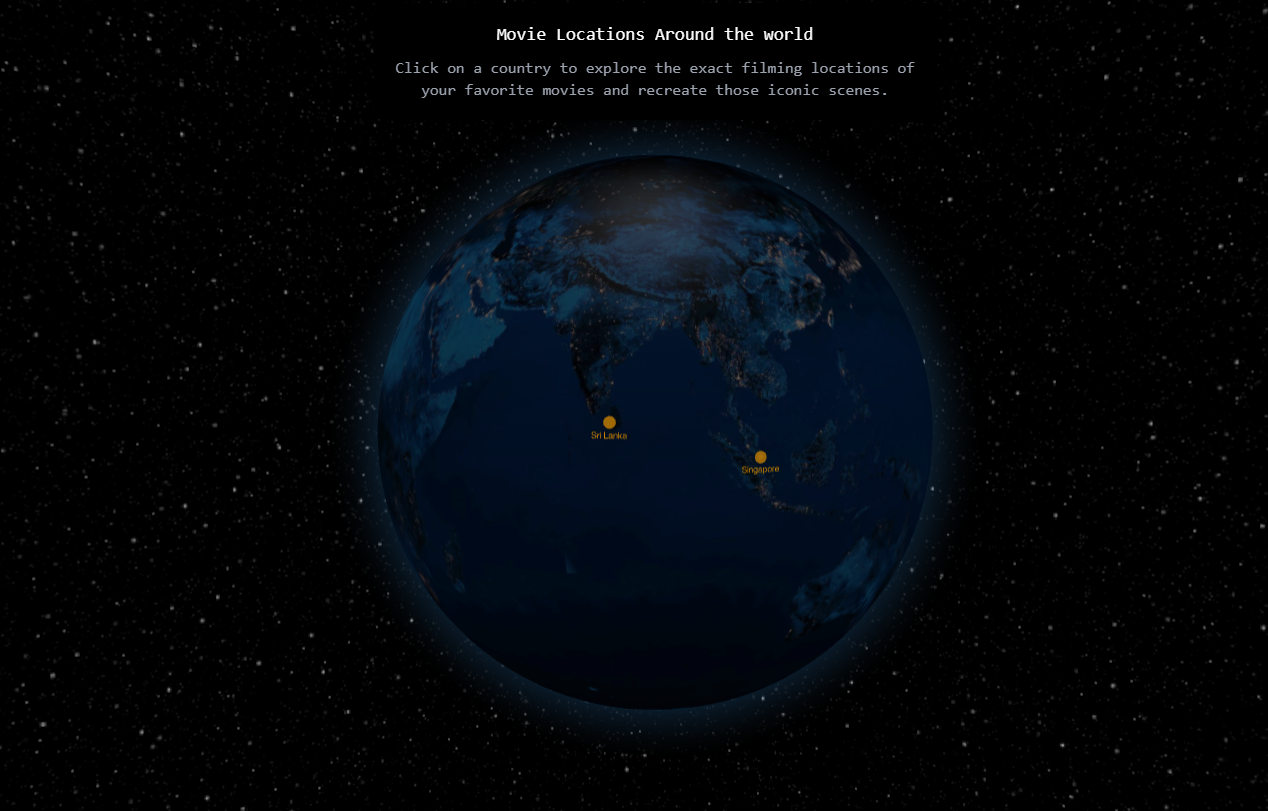 Movie Locations Around the world
Click on a country to explore the exact filming locations of
your favorite movies and recreate those iconic scenes.
Sri Lanka
Singapore